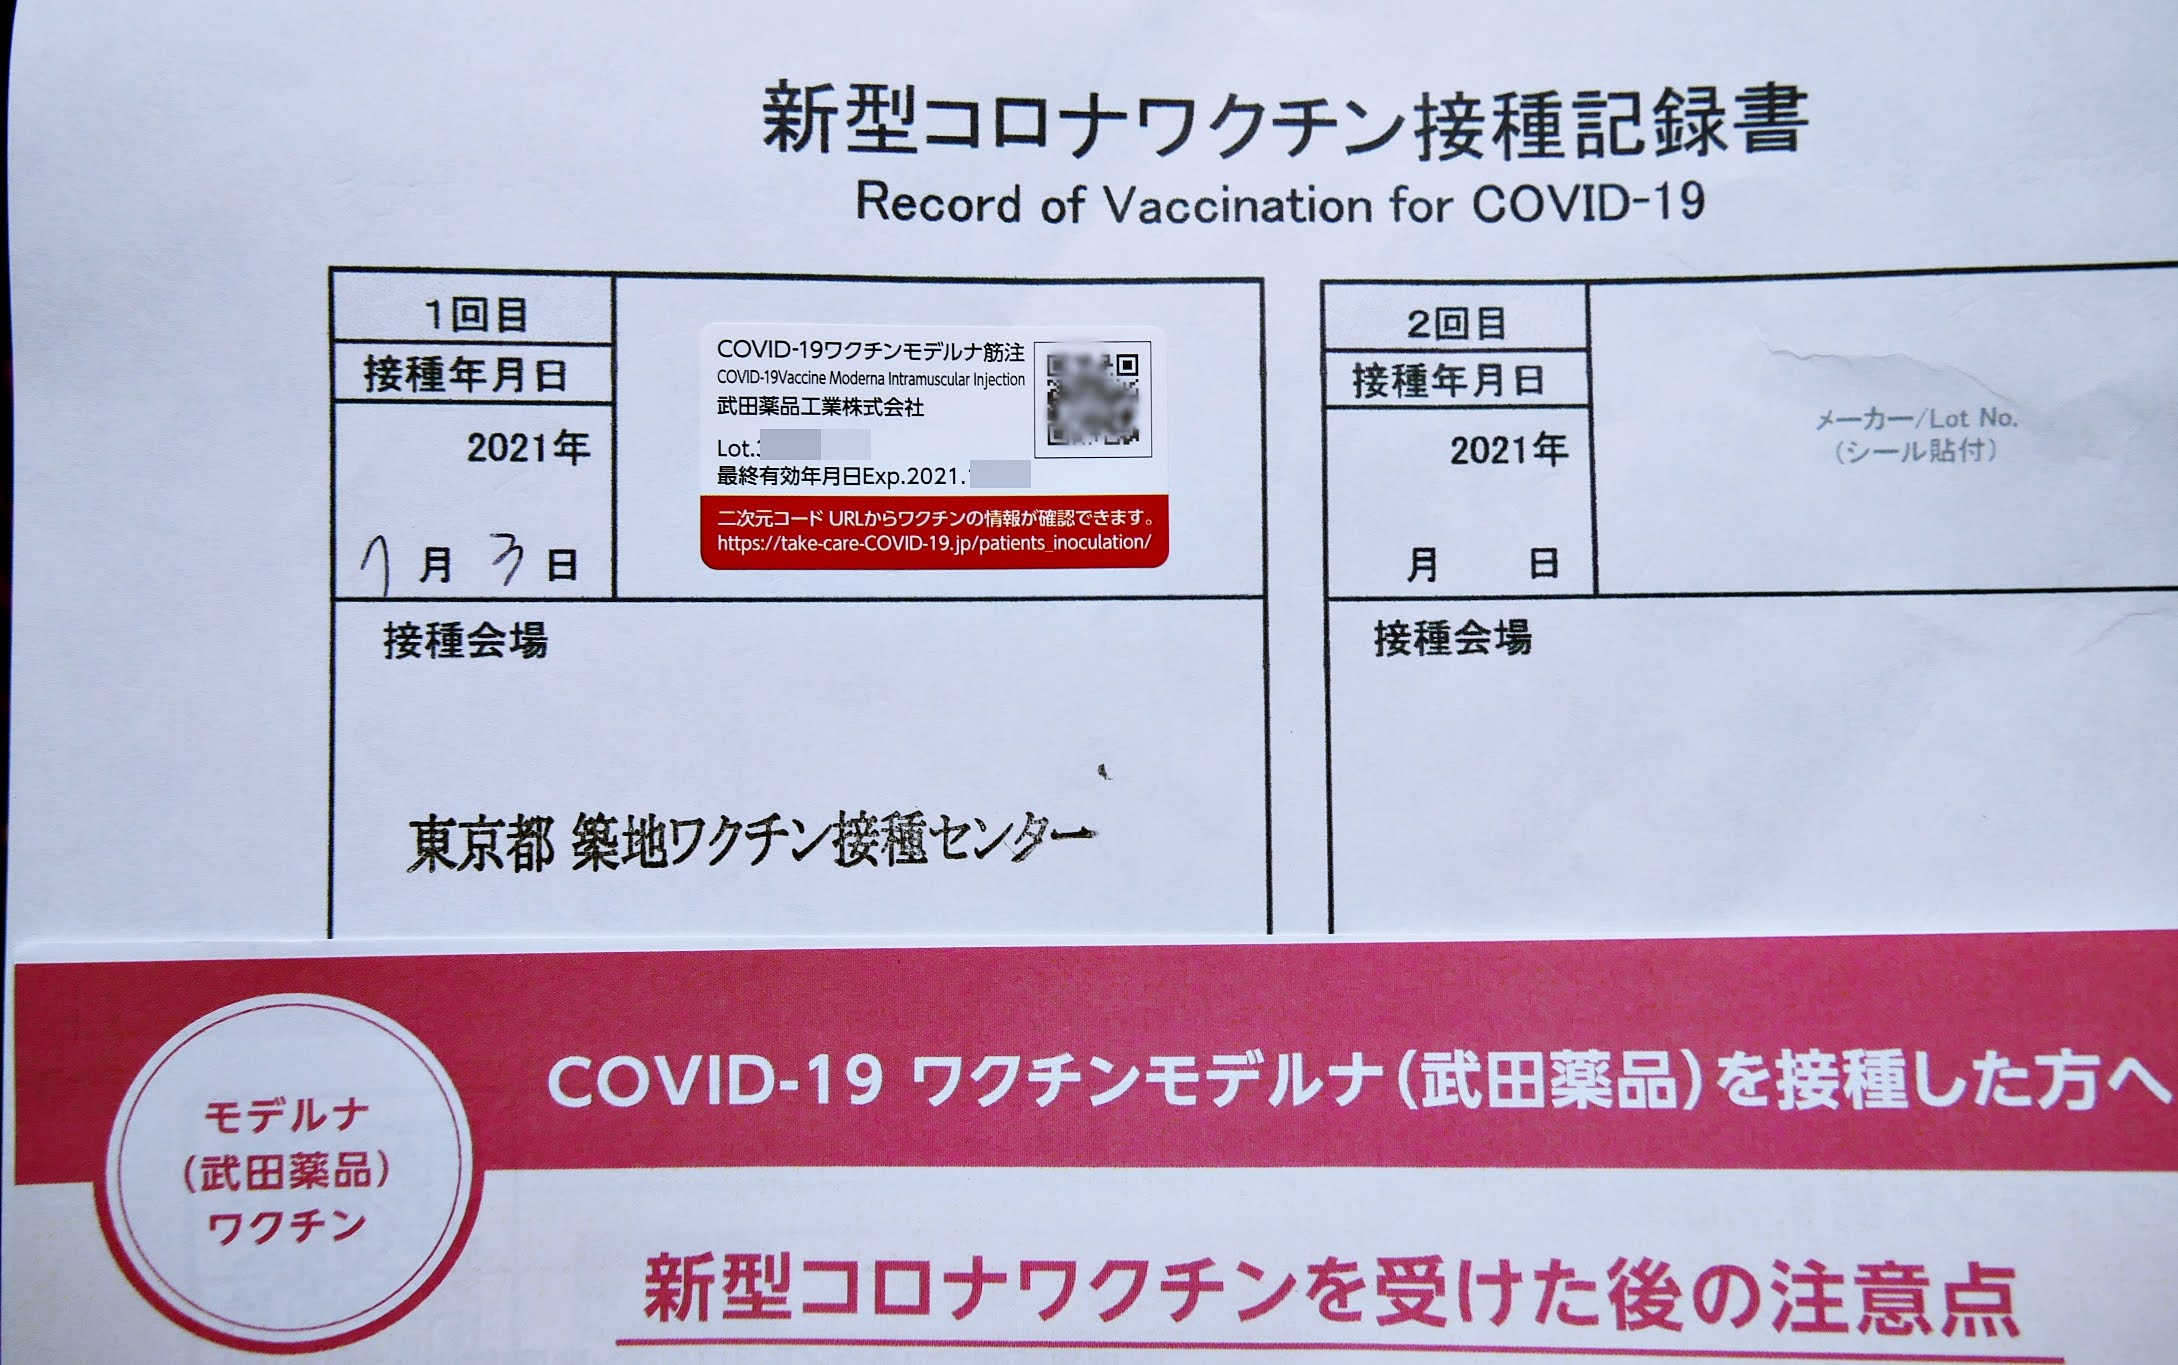 新型コロナワクチン接種記録書
Record of Vaccination for COVID-19
1回目
接種年月日
2021年
7月 3日
COVID-19ワクチンモデルナ筋注
COVID-19Vaccine Moderna Intramuscular Injection
武田薬品工業株式会社
Lot.
最終有効年月日Exp.2021.
二次元コード URLからワクチンの情報が確認できます。
https://take-care-COVID-19.jp/patients_inoculation/
接種会場
東京都 築地ワクチン接種センター
2回目
接種年月日
2021年
月 日
メーカー/Lot No.
(シール貼付)
接種会場
モデルナ
(武田薬品)
ワクチン
COVID-19 ワクチンモデルナ(武田薬品)を接種した方へ
新型コロナワクチンを受けた後の注意点